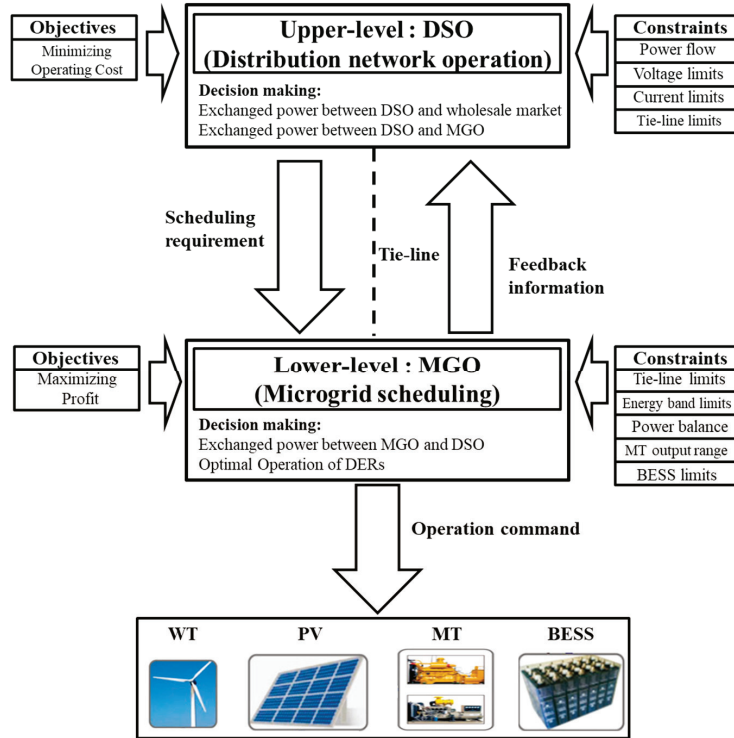 Objectives
Minimizing
Operating Cost
Upper-level : DSO
(Distribution network operation)
Decision making:
Exchanged power between DSO and wholesale market
Exchanged power between DSO and MGO
Constraints
Power flow
Voltage limits
Current limits
Tie-line limits
Scheduling
requirement
Tie-line
Feedback
information
Objectives
Maximizing
Profit
Lower-level : MGO
(Microgrid scheduling)
Decision making:
Exchanged power between MGO and DSO
Optimal Operation of DERs
Constraints
Tie-line limits
Energy band limits
Power balance
MT output range
BESS limits
Operation command
WT
PV
MT
BESS